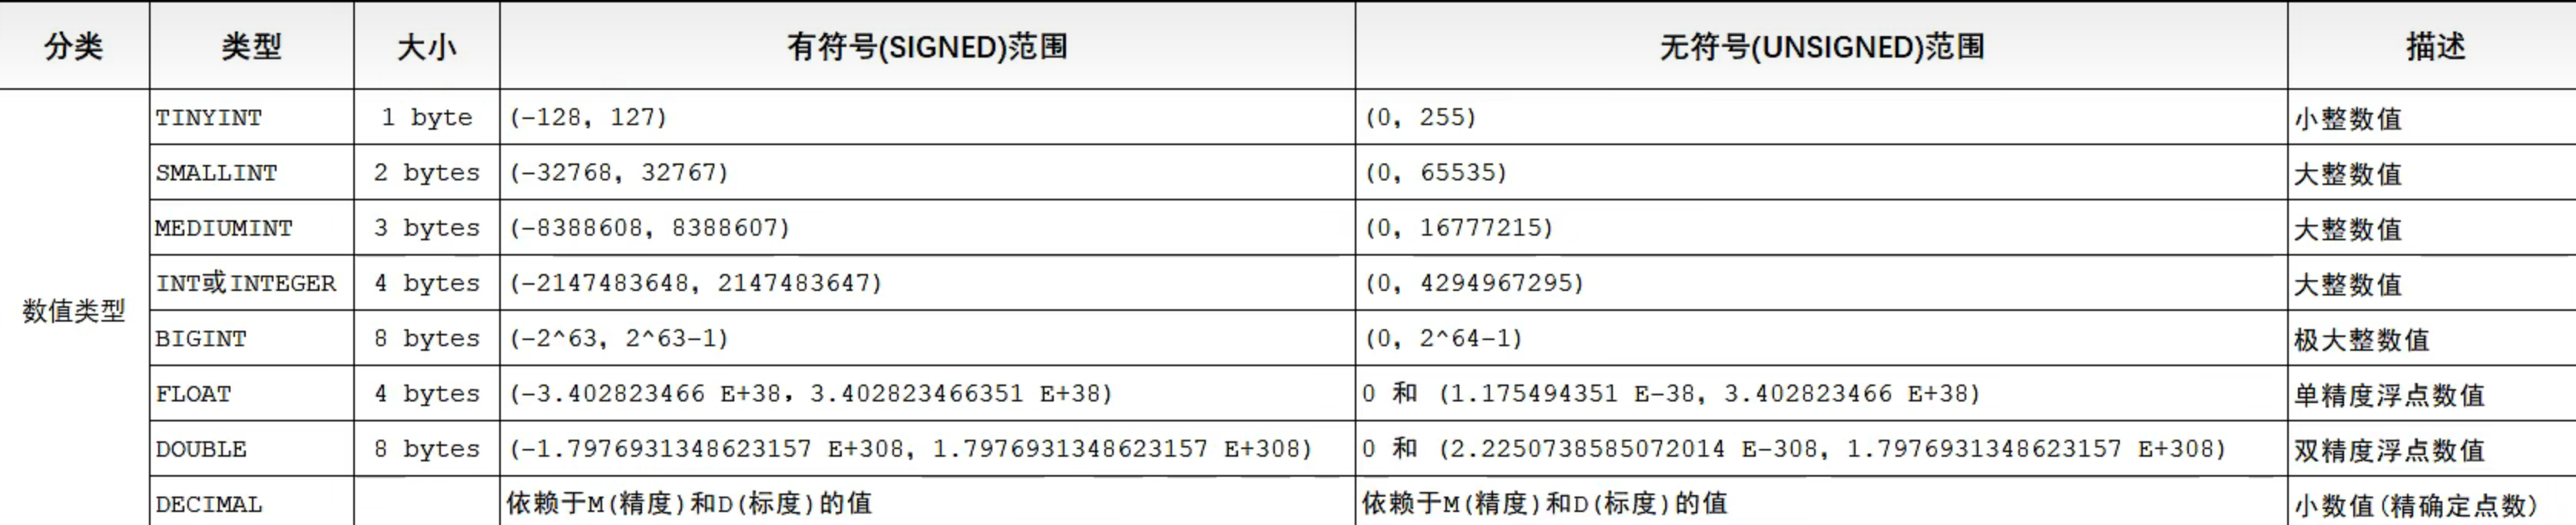 分类 类型 大小 有符号(SIGNED)范围 无符号(UNSIGNED)范围 描述
TINYINT 1 byte (-128, 127) (0, 255) 小整数值
SMALLINT 2 bytes (-32768, 32767) (0, 65535) 大整数值
MEDIUMINT 3 bytes (-8388608, 8388607) (0, 16777215) 大整数值
INT或INTEGER 4 bytes (-2147483648, 2147483647) (0, 4294967295) 大整数值
数值类型
BIGINT 8 bytes (-2^63, 2^63-1) (0, 2^64-1) 极大整数值
FLOAT 4 bytes (-3.402823466 E+38, 3.402823466351 E+38) 0 和 (1.175494351 E-38, 3.402823466 E+38) 单精度浮点数值
DOUBLE 8 bytes (-1.7976931348623157 E+308, 1.7976931348623157 E+308) 0 和 (2.2250738585072014 E-308, 1.7976931348623157 E+308) 双精度浮点数值
DECIMAL 依赖于M(精度)和D(标度)的值 依赖于M(精度)和D(标度)的值 小数值(精确定点数)